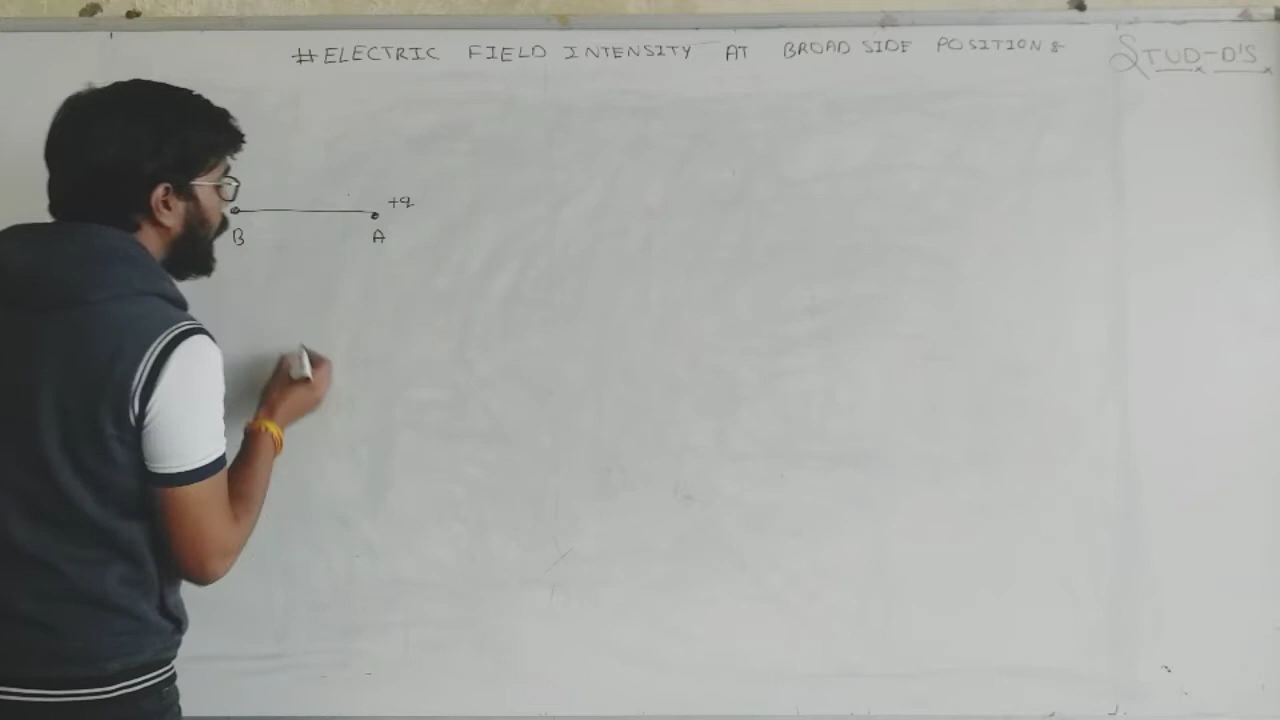 #ELECTRIC FIELD INTENSITY AT BROAD SIDE POSITION :-
STUD-D'S
+q
B A